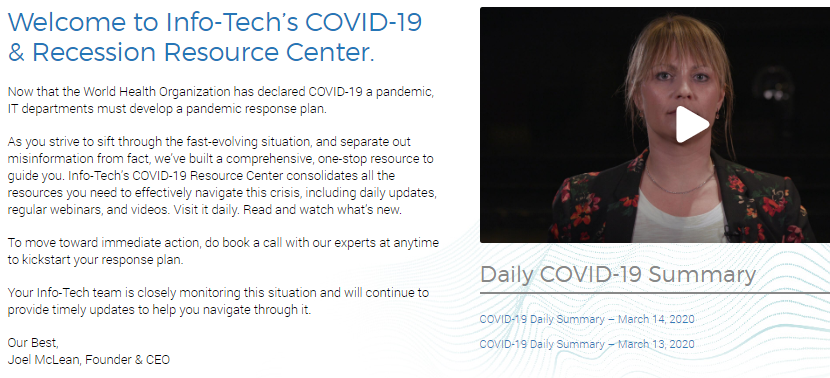 Welcome to Info-Tech's COVID-19
& Recession Resource Center.
Now that the World Health Organization has declared COVID-19 a pandemic,
IT departments must develop a pandemic response plan.
As you strive to sift through the fast-evolving situation, and separate out
misinformation from fact, we've built a comprehensive, one-stop resource to
guide you. Info-Tech's COVID-19 Resource Center consolidates all the
resources you need to effectively navigate this crisis, including daily updates,
regular webinars, and videos. Visit it daily. Read and watch what's new.
To move toward immediate action, do book a call with our experts at anytime
to kickstart your response plan.
Your Info-Tech team is closely monitoring this situation and will continue to
provide timely updates to help you navigate through it.
Our Best,
Joel McLean, Founder & CEO
Daily COVID-19 Summary
COVID-19 Daily Summary – March 14, 2020
COVID-19 Daily Summary – March 13, 2020